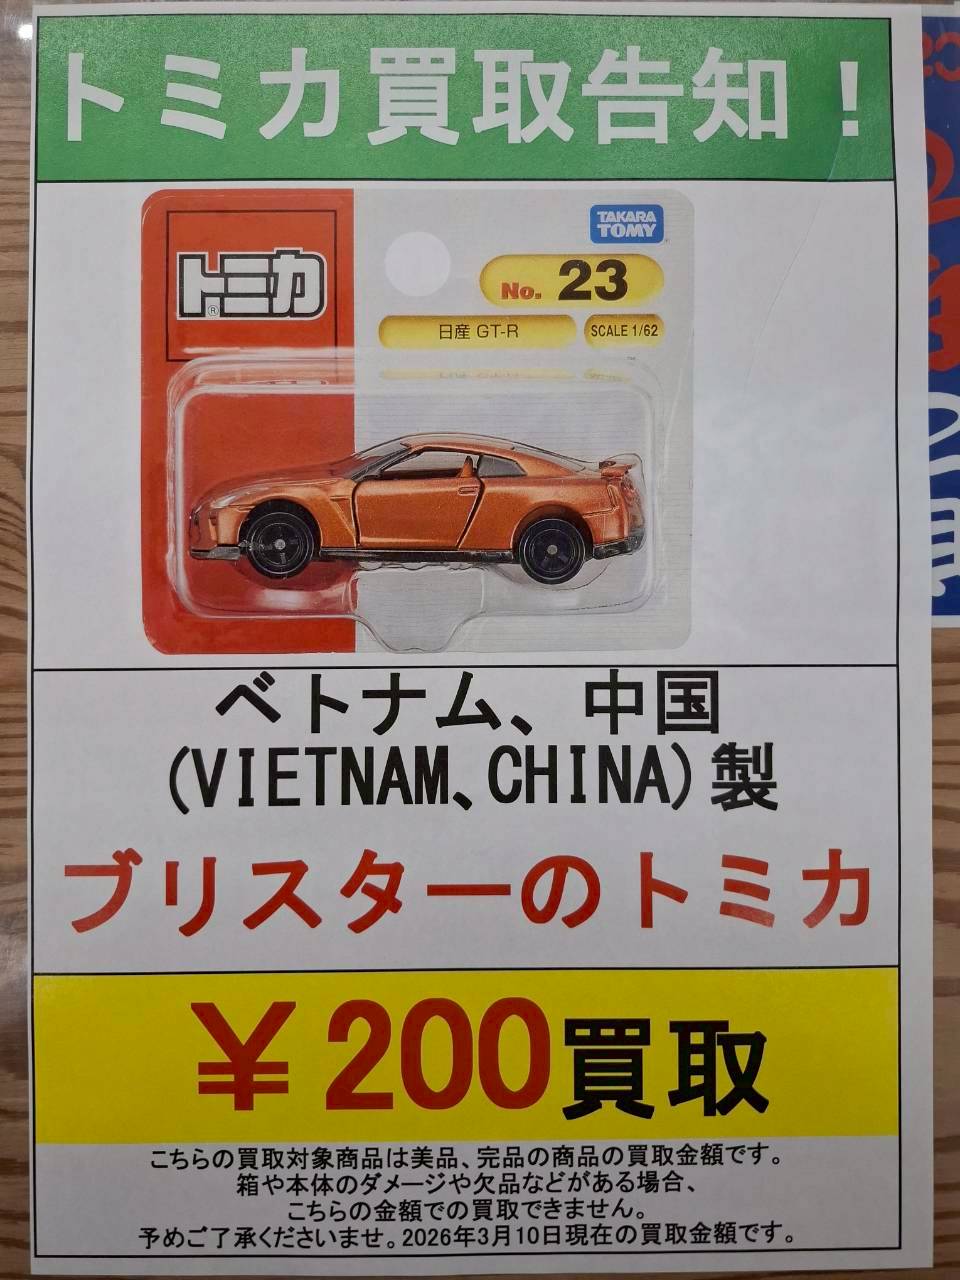 トミカ買取告知！
トミカ®
TAKARA TOMY
No. 23
日産 GT-R
SCALE 1/62
ベトナム、中国
(VIETNAM、CHINA)製
ブリスターのトミカ
￥200買取
こちらの買取対象商品は美品、完品の商品の買取金額です。
箱や本体のダメージや欠品などがある場合、
こちらの金額での買取できません。
予めご了承くださいませ。2026年3月10日現在の買取金額です。